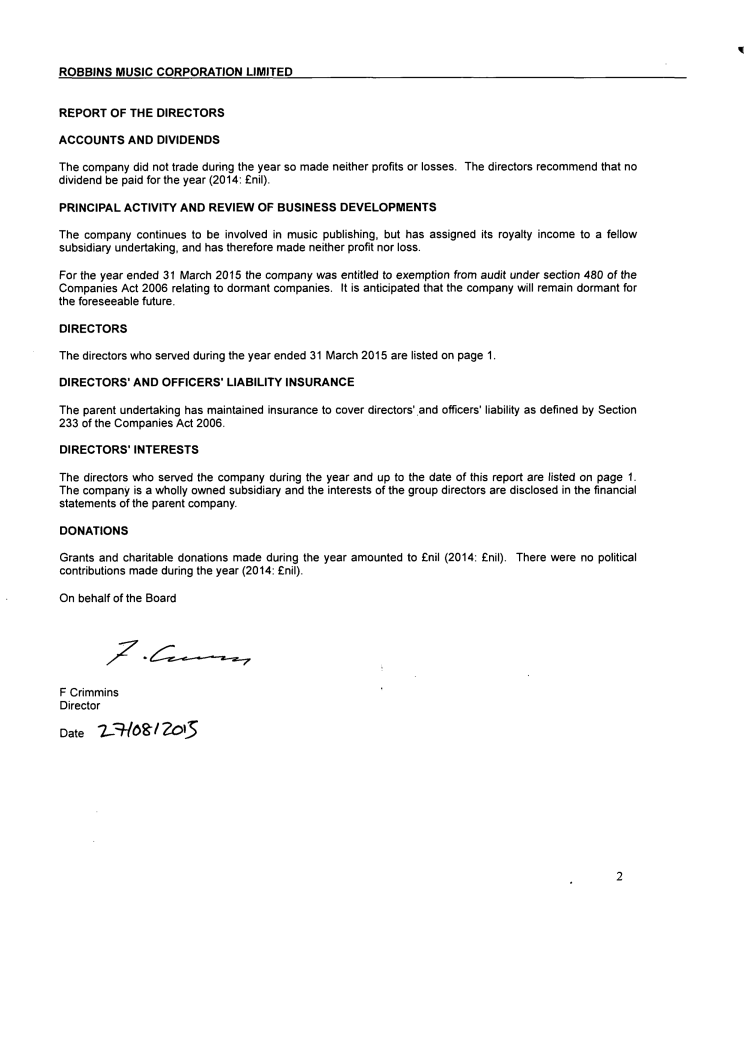 ROBBINS MUSIC CORPORATION LIMITED
REPORT OF THE DIRECTORS
ACCOUNTS AND DIVIDENDS
The company did not trade during the year so made neither profits or losses. The directors recommend that no
dividend be paid for the year (2014: £nil).
PRINCIPAL ACTIVITY AND REVIEW OF BUSINESS DEVELOPMENTS
The company continues to be involved in music publishing, but has assigned its royalty income to a fellow
subsidiary undertaking, and has therefore made neither profit nor loss.
For the year ended 31 March 2015 the company was entitled to exemption from audit under section 480 of the
Companies Act 2006 relating to dormant companies. It is anticipated that the company will remain dormant for
the foreseeable future.
DIRECTORS
The directors who served during the year ended 31 March 2015 are listed on page 1.
DIRECTORS' AND OFFICERS' LIABILITY INSURANCE
The parent undertaking has maintained insurance to cover directors' and officers' liability as defined by Section
233 of the Companies Act 2006.
DIRECTORS' INTERESTS
The directors who served the company during the year and up to the date of this report are listed on page 1.
The company is a wholly owned subsidiary and the interests of the group directors are disclosed in the financial
statements of the parent company.
DONATIONS
Grants and charitable donations made during the year amounted to £nil (2014: £nil). There were no political
contributions made during the year (2014: £nil).
On behalf of the Board
F Crimmins
Director
Date 27/08/2015
2